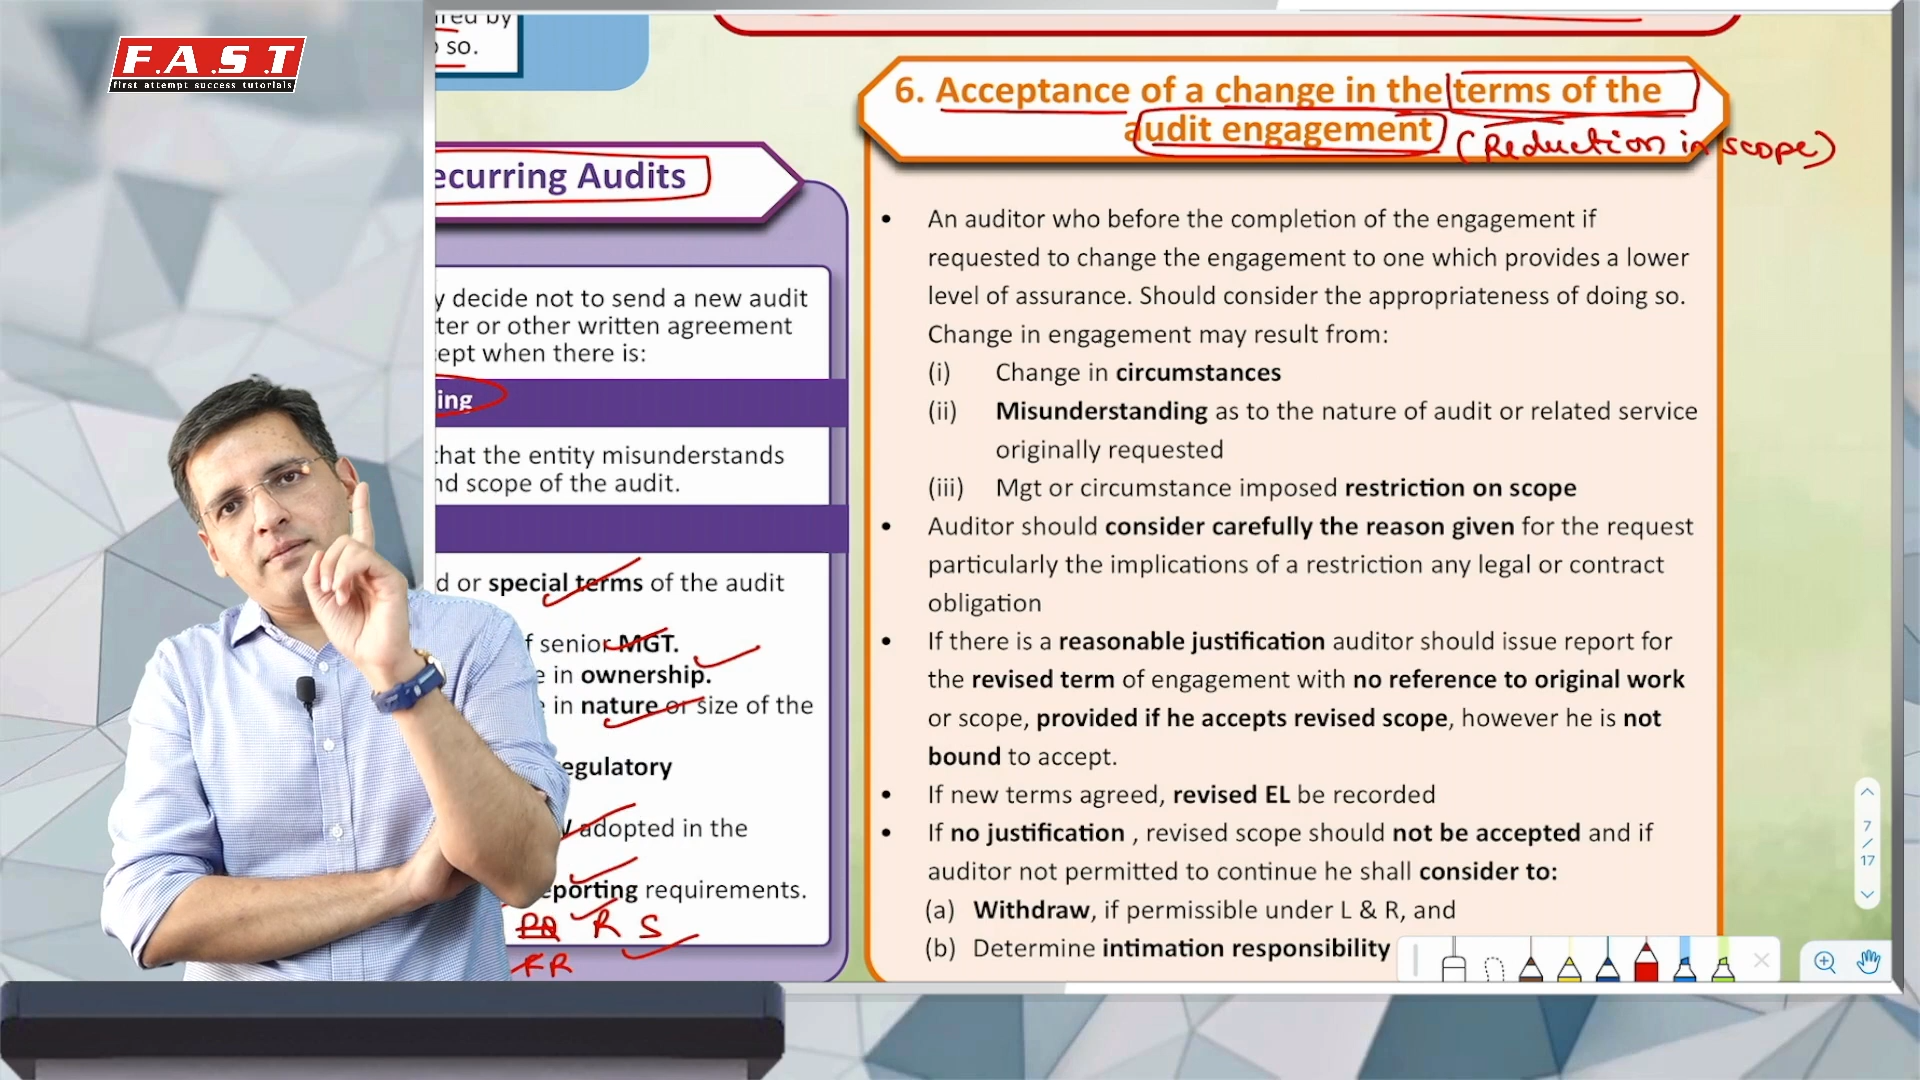 F.A.S.T
first attempt success tutorials
by
so.
6. Acceptance of a change in the terms of the
audit engagement (Reduction in scope)
ecurring Audits
y decide not to send a new audit
ter or other written agreement
ept when there is:
ing
that the entity misunderstands
nd scope of the audit.
d or special terms of the audit
f senior MGT.
e in ownership.
e in nature or size of the
egulatory
adopted in the
eporting requirements.
R S
FR
• An auditor who before the completion of the engagement if
requested to change the engagement to one which provides a lower
level of assurance. Should consider the appropriateness of doing so.
Change in engagement may result from:
(i) Change in circumstances
(ii) Misunderstanding as to the nature of audit or related service
originally requested
(iii) Mgt or circumstance imposed restriction on scope
• Auditor should consider carefully the reason given for the request
particularly the implications of a restriction any legal or contract
obligation
• If there is a reasonable justification auditor should issue report for
the revised term of engagement with no reference to original work
or scope, provided if he accepts revised scope, however he is not
bound to accept.
• If new terms agreed, revised EL be recorded
• If no justification , revised scope should not be accepted and if
auditor not permitted to continue he shall consider to:
(a) Withdraw, if permissible under L & R, and
(b) Determine intimation responsibility
7
/
17